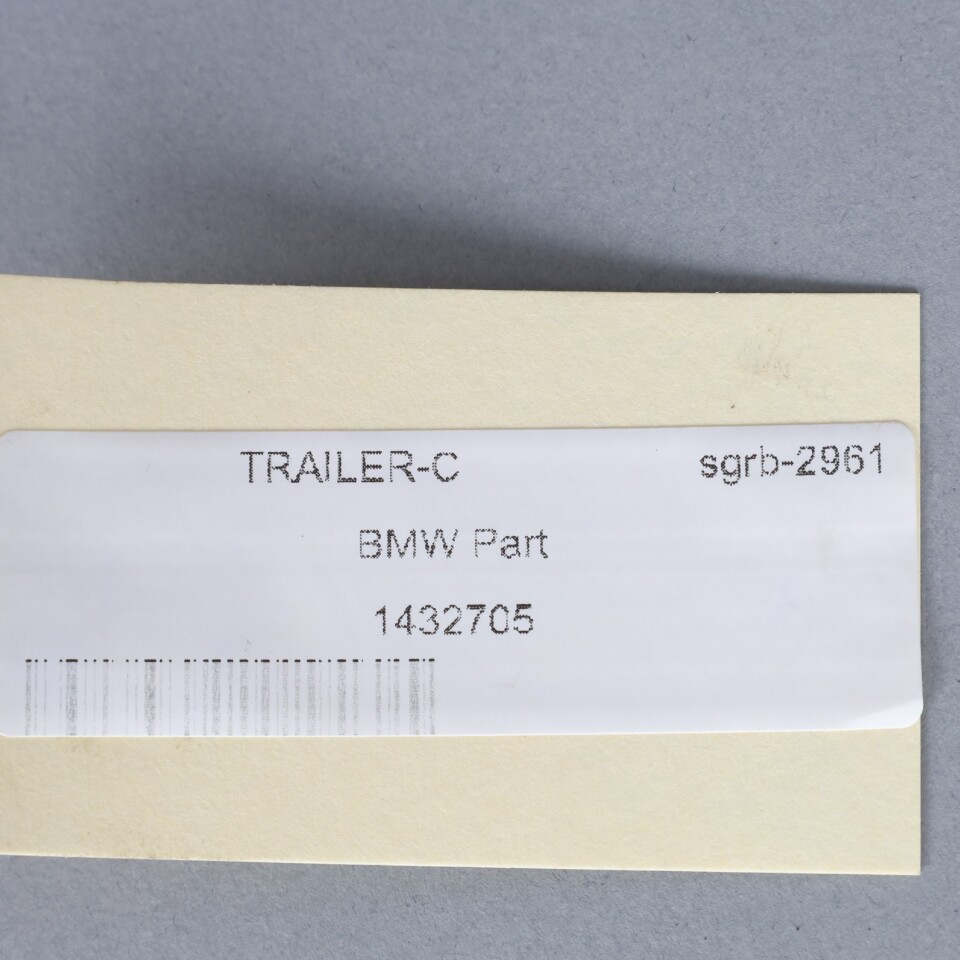 TRAILER-C sgrb-2961
BMW Part
1432705